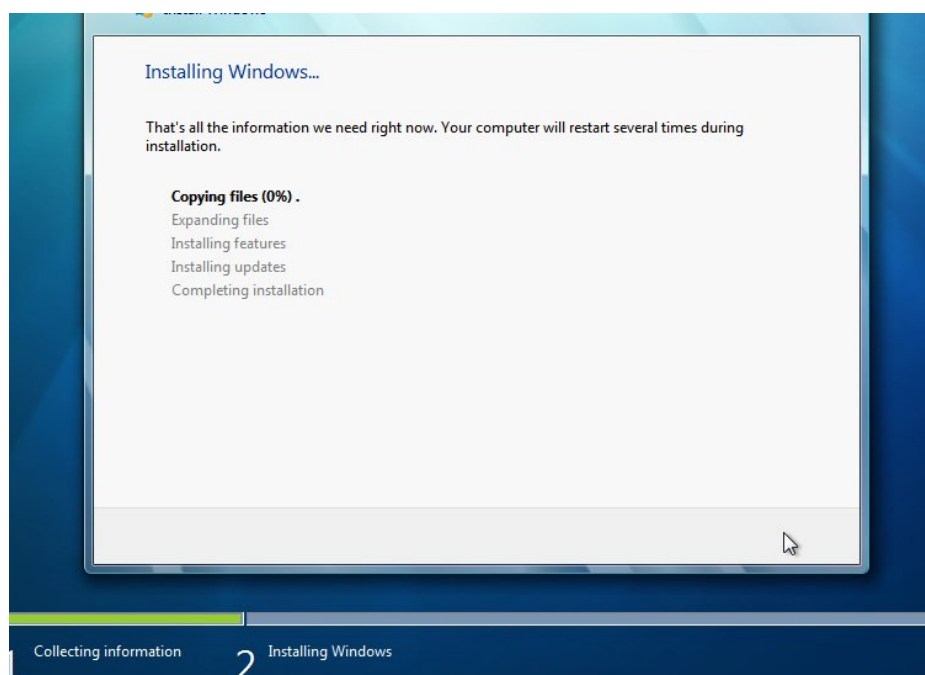 Installing Windows...
That's all the information we need right now. Your computer will restart several times during
installation.
Copying files (0%) .
Expanding files
Installing features
Installing updates
Completing installation
Collecting information
2 Installing Windows